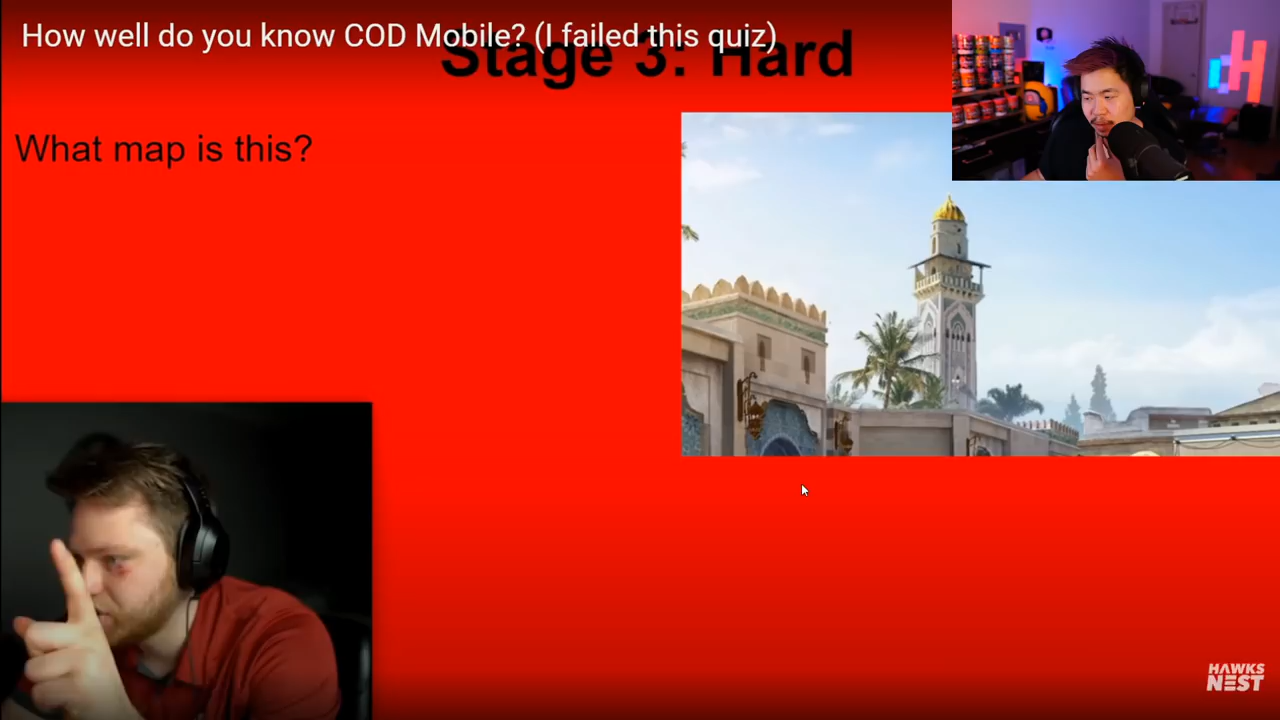 How well do you know COD Mobile? (I failed this quiz)
Stage 3: Hard
What map is this?
HAWKS
NEST